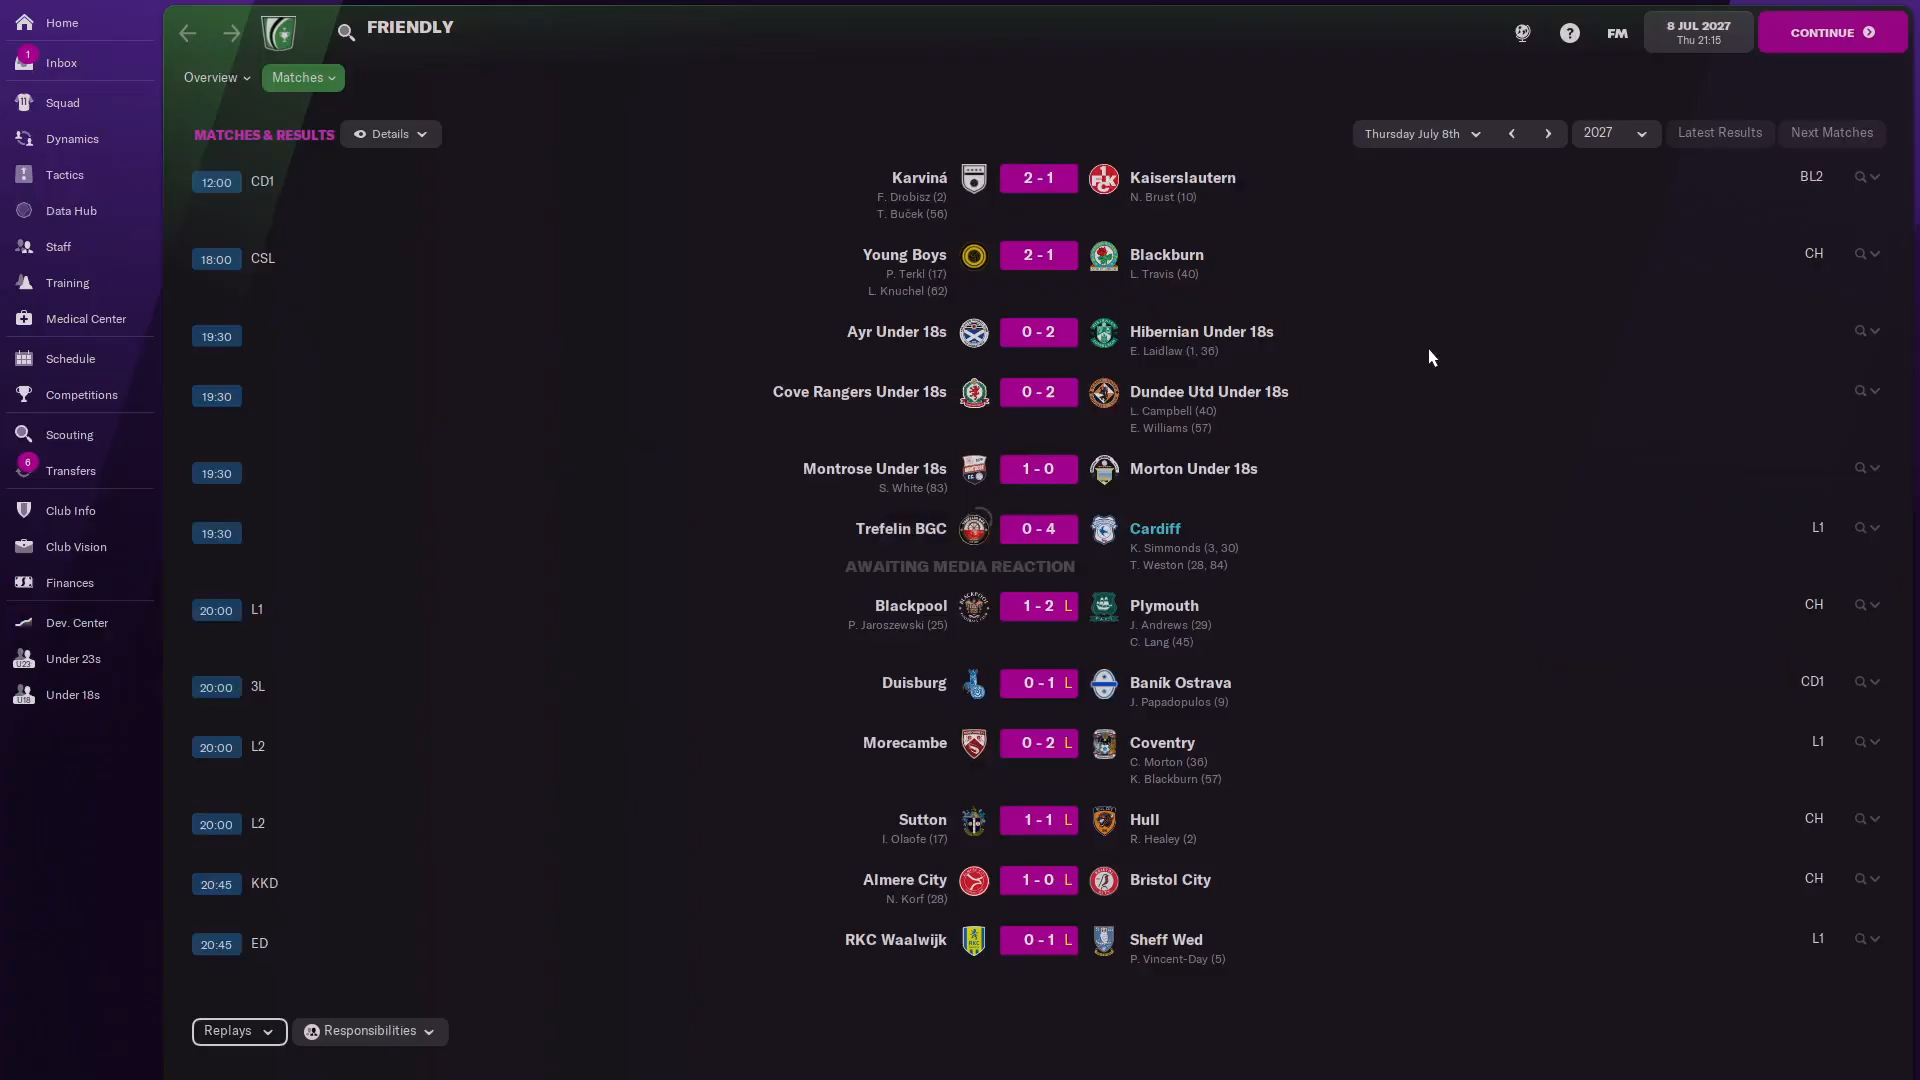 Home
FRIENDLY
FM
8 JUL 2027
Thu 21:15
CONTINUE
1
Inbox
Overview
Matches
Squad
Dynamics
Tactics
Data Hub
Staff
Training
Medical Center
Schedule
Competitions
Scouting
6
Transfers
Club Info
Club Vision
Finances
Dev. Center
U23
Under 23s
U18
Under 18s
MATCHES & RESULTS
Details
Thursday July 8th
2027
Latest Results
Next Matches
12:00 CD1 Karviná 2 - 1 Kaiserslautern BL2
F. Drobisz (2) N. Brust (10)
T. Buček (56)
18:00 CSL Young Boys 2 - 1 Blackburn CH
P. Terkl (17) L. Travis (40)
L. Knuchel (62)
19:30 Ayr Under 18s 0 - 2 Hibernian Under 18s
E. Laidlaw (1, 36)
19:30 Cove Rangers Under 18s 0 - 2 Dundee Utd Under 18s
L. Campbell (40)
E. Williams (57)
19:30 Montrose Under 18s 1 - 0 Morton Under 18s
S. White (83)
19:30 Trefelin BGC 0 - 4 Cardiff L1
K. Simmonds (3, 30)
AWAITING MEDIA REACTION T. Weston (28, 84)
20:00 L1 Blackpool 1 - 2 L Plymouth CH
P. Jaroszewski (25) J. Andrews (29)
C. Lang (45)
20:00 3L Duisburg 0 - 1 L Baník Ostrava CD1
J. Papadopulos (9)
20:00 L2 Morecambe 0 - 2 L Coventry L1
C. Morton (36)
K. Blackburn (57)
20:00 L2 Sutton 1 - 1 L Hull CH
I. Olaofe (17) R. Healey (2)
20:45 KKD Almere City 1 - 0 L Bristol City CH
N. Korf (28)
20:45 ED RKC Waalwijk 0 - 1 L Sheff Wed L1
P. Vincent-Day (5)
Replays
Responsibilities